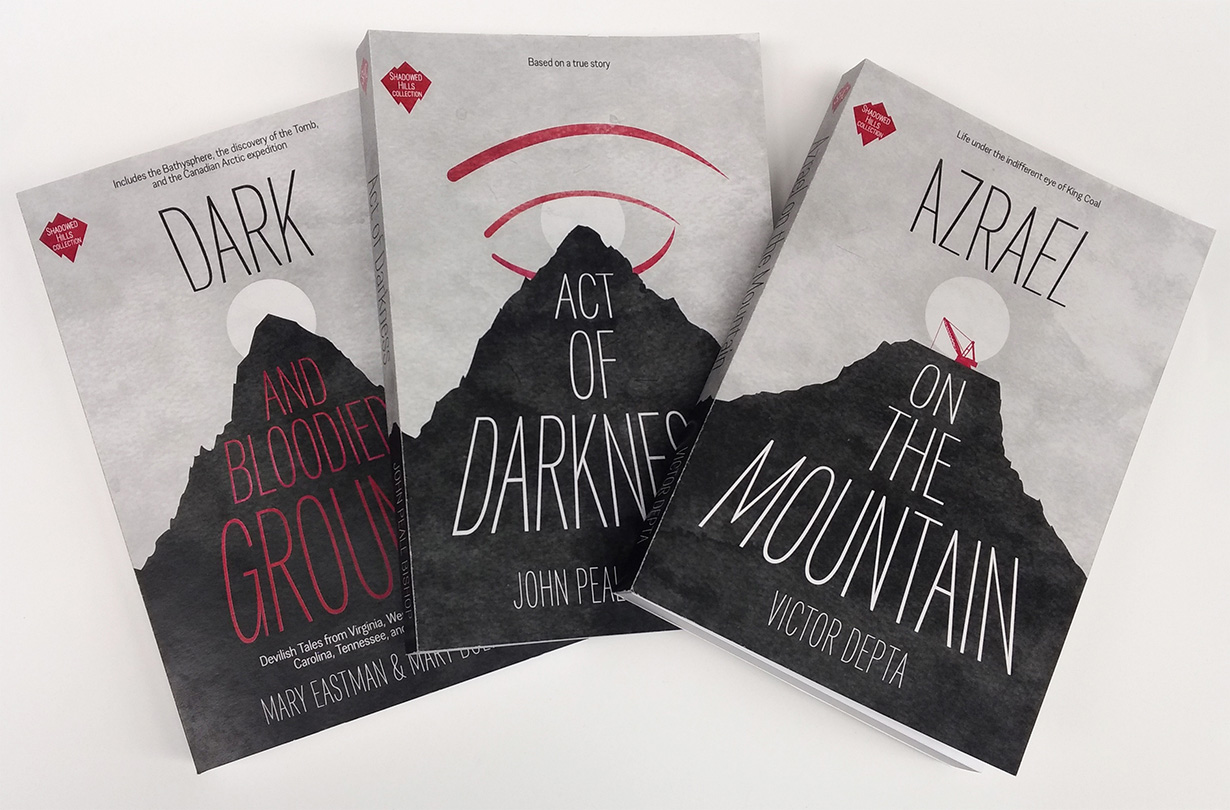 SHADOWED
HILLS
COLLECTION
Includes the Bathysphere, the discovery of the Tomb,
and the Canadian Arctic expedition
DARK
AND
BLOODIED
GROUN
Devilish Tales from Virginia, We
Carolina, Tennessee, and
MARY EASTMAN & MARY
Act of Darkness
JOHN PEALE BISHOP
SHADOWED
HILLS
COLLECTION
Based on a true story
ACT
OF
DARKNES
JOHN PEAL
Azrael on the Mountain
VICTOR DEPTA
SHADOWED
HILLS
COLLECTION
Life under the indifferent eye of King Coal
AZRAEL
ON
THE
MOUNTAIN
VICTOR DEPTA